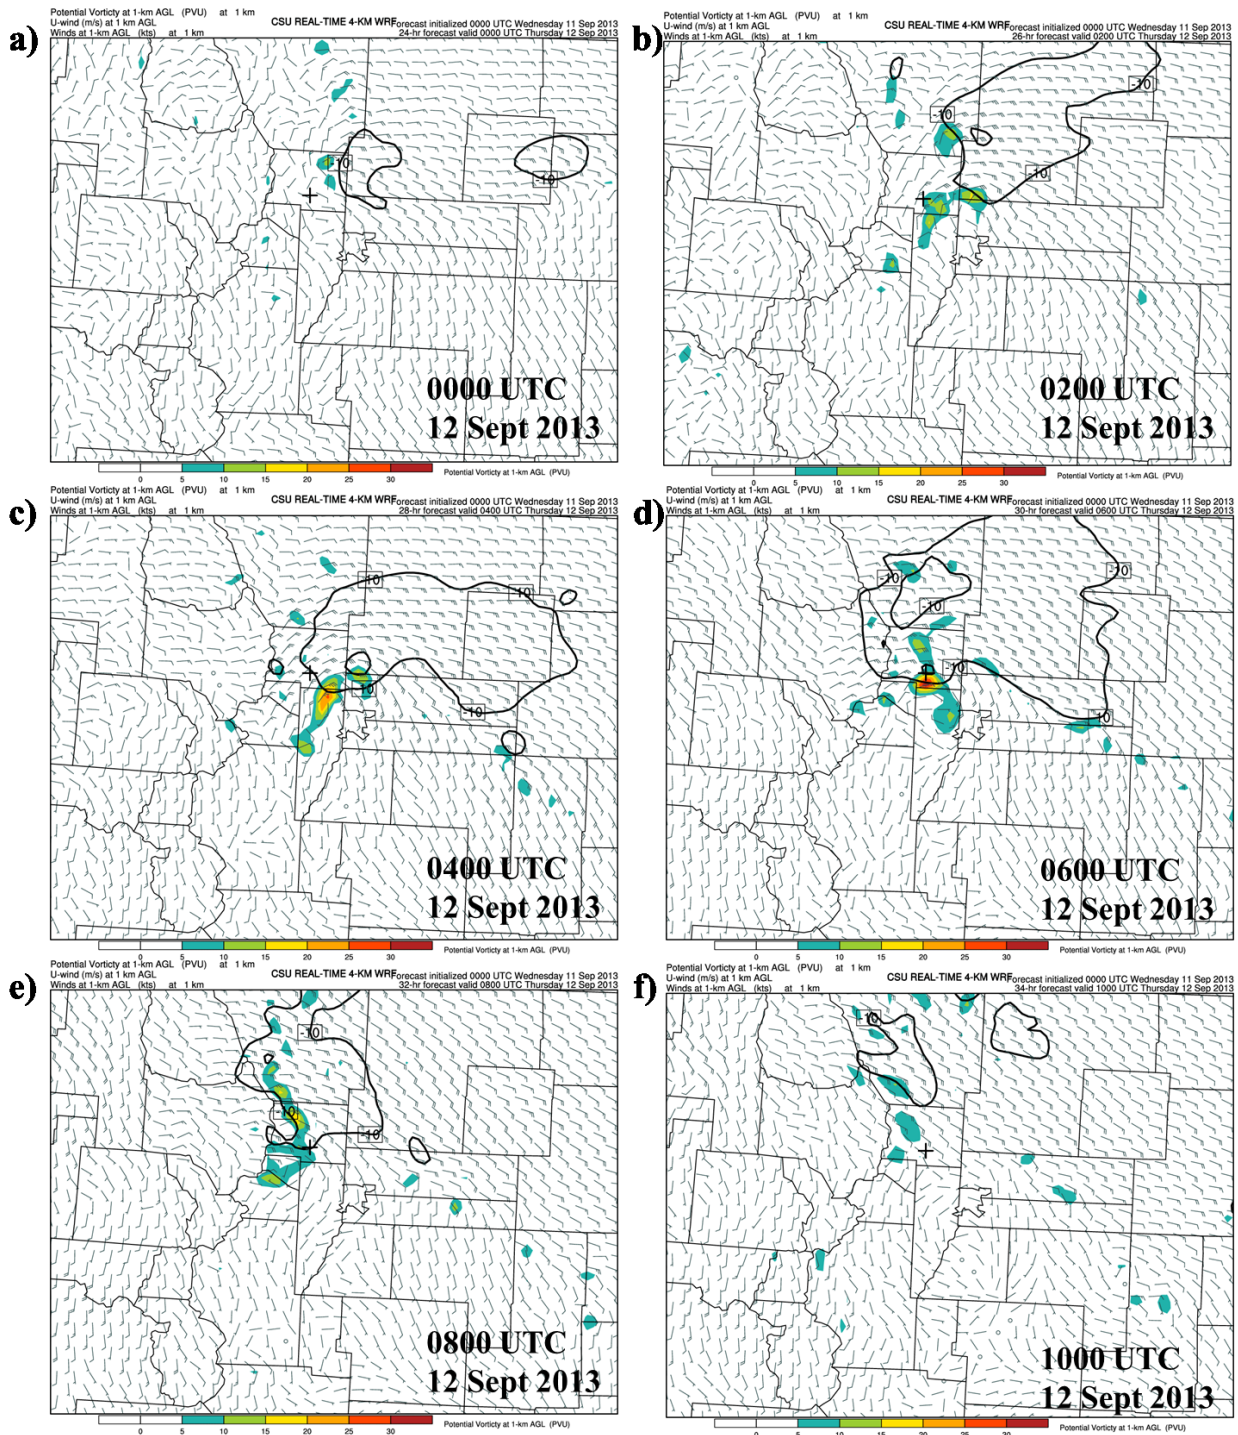 a)
Potential Vorticty at 1-km AGL (PVU) at 1 km
U-wind (m/s) at 1 km AGL
Winds at 1-km AGL (kts) at 1 km
CSU REAL-TIME 4-KM WRF
Forecast initialized 0000 UTC Wednesday 11 Sep 2013
24-hr forecast valid 0000 UTC Thursday 12 Sep 2013
-10
-10
0000 UTC
12 Sept 2013
0 5 10 15 20 25 30
Potential Vorticty at 1-km AGL (PVU)
b)
Potential Vorticty at 1-km AGL (PVU) at 1 km
U-wind (m/s) at 1 km AGL
Winds at 1-km AGL (kts) at 1 km
CSU REAL-TIME 4-KM WRF
Forecast initialized 0000 UTC Wednesday 11 Sep 2013
26-hr forecast valid 0200 UTC Thursday 12 Sep 2013
-10
-10
-10
0200 UTC
12 Sept 2013
0 5 10 15 20 25 30
Potential Vorticty at 1-km AGL (PVU)
c)
Potential Vorticty at 1-km AGL (PVU) at 1 km
U-wind (m/s) at 1 km AGL
Winds at 1-km AGL (kts) at 1 km
CSU REAL-TIME 4-KM WRF
Forecast initialized 0000 UTC Wednesday 11 Sep 2013
28-hr forecast valid 0400 UTC Thursday 12 Sep 2013
-10
-10
-10
-10
0400 UTC
12 Sept 2013
0 5 10 15 20 25 30
Potential Vorticty at 1-km AGL (PVU)
d)
Potential Vorticty at 1-km AGL (PVU) at 1 km
U-wind (m/s) at 1 km AGL
Winds at 1-km AGL (kts) at 1 km
CSU REAL-TIME 4-KM WRF
Forecast initialized 0000 UTC Wednesday 11 Sep 2013
30-hr forecast valid 0600 UTC Thursday 12 Sep 2013
-10
-10
-10
-10
-10
0600 UTC
12 Sept 2013
0 5 10 15 20 25 30
Potential Vorticty at 1-km AGL (PVU)
e)
Potential Vorticty at 1-km AGL (PVU) at 1 km
U-wind (m/s) at 1 km AGL
Winds at 1-km AGL (kts) at 1 km
CSU REAL-TIME 4-KM WRF
Forecast initialized 0000 UTC Wednesday 11 Sep 2013
32-hr forecast valid 0800 UTC Thursday 12 Sep 2013
-10
-10
-10
0800 UTC
12 Sept 2013
0 5 10 15 20 25 30
Potential Vorticty at 1-km AGL (PVU)
f)
Potential Vorticty at 1-km AGL (PVU) at 1 km
U-wind (m/s) at 1 km AGL
Winds at 1-km AGL (kts) at 1 km
CSU REAL-TIME 4-KM WRF
Forecast initialized 0000 UTC Wednesday 11 Sep 2013
34-hr forecast valid 1000 UTC Thursday 12 Sep 2013
-10
1000 UTC
12 Sept 2013
0 5 10 15 20 25 30
Potential Vorticty at 1-km AGL (PVU)